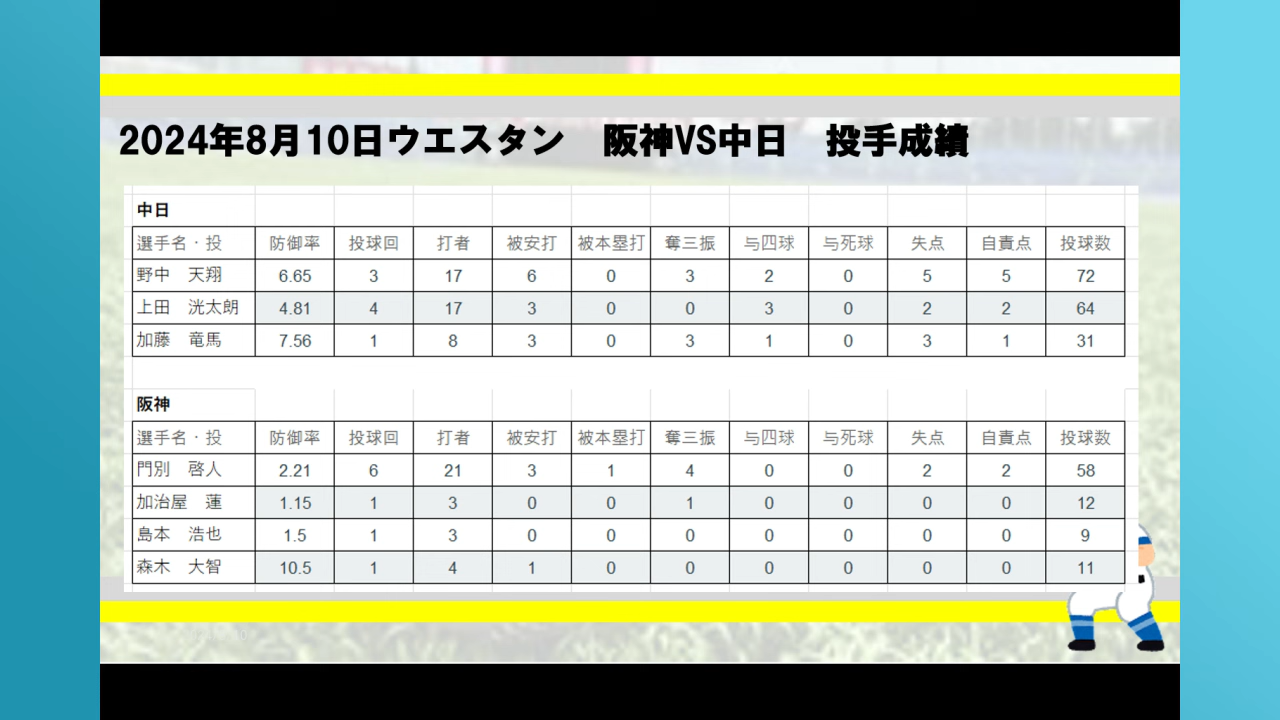 2024年8月10日ウエスタン　阪神VS中日　投手成績
中日
選手名・投 防御率 投球回 打者 被安打 被本塁打 奪三振 与四球 与死球 失点 自責点 投球数
野中　天翔 6.65 3 17 6 0 3 2 0 5 5 72
上田　洸太朗 4.81 4 17 3 0 0 3 0 2 2 64
加藤　竜馬 7.56 1 8 3 0 3 1 0 3 1 31
阪神
選手名・投 防御率 投球回 打者 被安打 被本塁打 奪三振 与四球 与死球 失点 自責点 投球数
門別　啓人 2.21 6 21 3 1 4 0 0 2 2 58
加治屋　蓮 1.15 1 3 0 0 1 0 0 0 0 12
島本　浩也 1.5 1 3 0 0 0 0 0 0 0 9
森木　大智 10.5 1 4 1 0 0 0 0 0 0 11